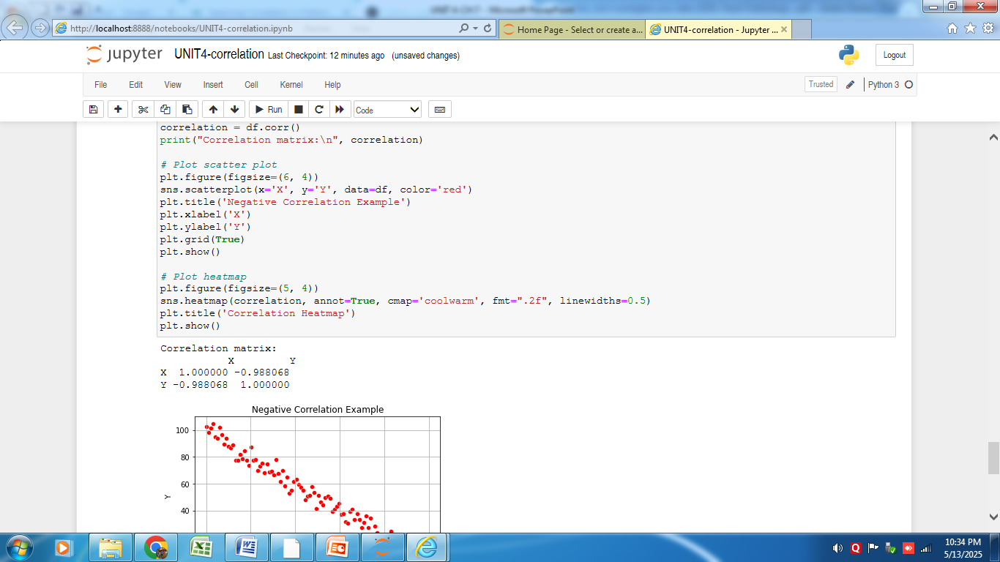 http://localhost:8888/notebooks/UNIT4-correlation.ipynb
Home Page - Select or create a...
UNIT4-correlation - Jupyter ...
jupyter UNIT4-correlation Last Checkpoint: 12 minutes ago (unsaved changes)
Logout
File Edit View Insert Cell Kernel Help
Trusted
Python 3
Run
Code
correlation = df.corr()
print("Correlation matrix:\n", correlation)
# Plot scatter plot
plt.figure(figsize=(6, 4))
sns.scatterplot(x='X', y='Y', data=df, color='red')
plt.title('Negative Correlation Example')
plt.xlabel('X')
plt.ylabel('Y')
plt.grid(True)
plt.show()
# Plot heatmap
plt.figure(figsize=(5, 4))
sns.heatmap(correlation, annot=True, cmap='coolwarm', fmt=".2f", linewidths=0.5)
plt.title('Correlation Heatmap')
plt.show()
Correlation matrix:
X Y
X 1.000000 -0.988068
Y -0.988068 1.000000
Negative Correlation Example
100
80
60
Y
40
10:34 PM
5/13/2025